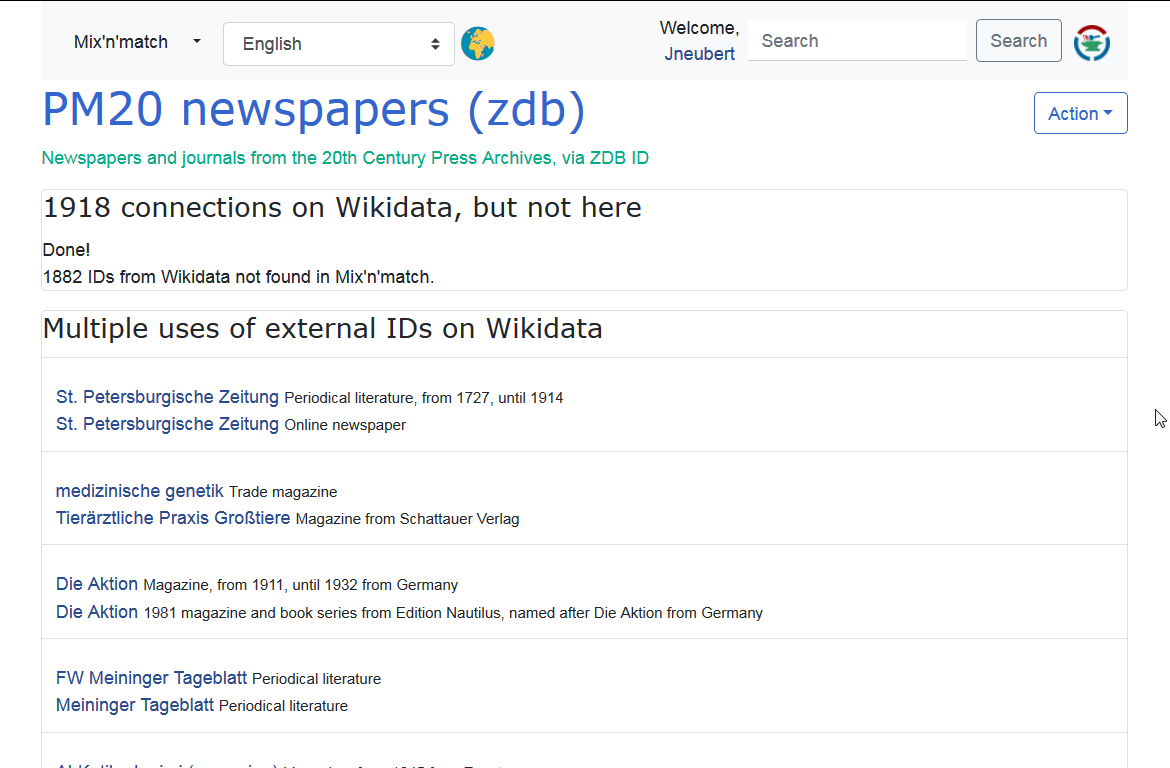 Mix'n'match
English
Welcome, Jneubert
Search
Search
PM20 newspapers (zdb)
Action
Newspapers and journals from the 20th Century Press Archives, via ZDB ID
1918 connections on Wikidata, but not here
Done!
1882 IDs from Wikidata not found in Mix'n'match.
Multiple uses of external IDs on Wikidata
St. Petersburgische Zeitung Periodical literature, from 1727, until 1914
St. Petersburgische Zeitung Online newspaper
medizinische genetik Trade magazine
Tierärztliche Praxis Großtiere Magazine from Schattauer Verlag
Die Aktion Magazine, from 1911, until 1932 from Germany
Die Aktion 1981 magazine and book series from Edition Nautilus, named after Die Aktion from Germany
FW Meininger Tageblatt Periodical literature
Meininger Tageblatt Periodical literature